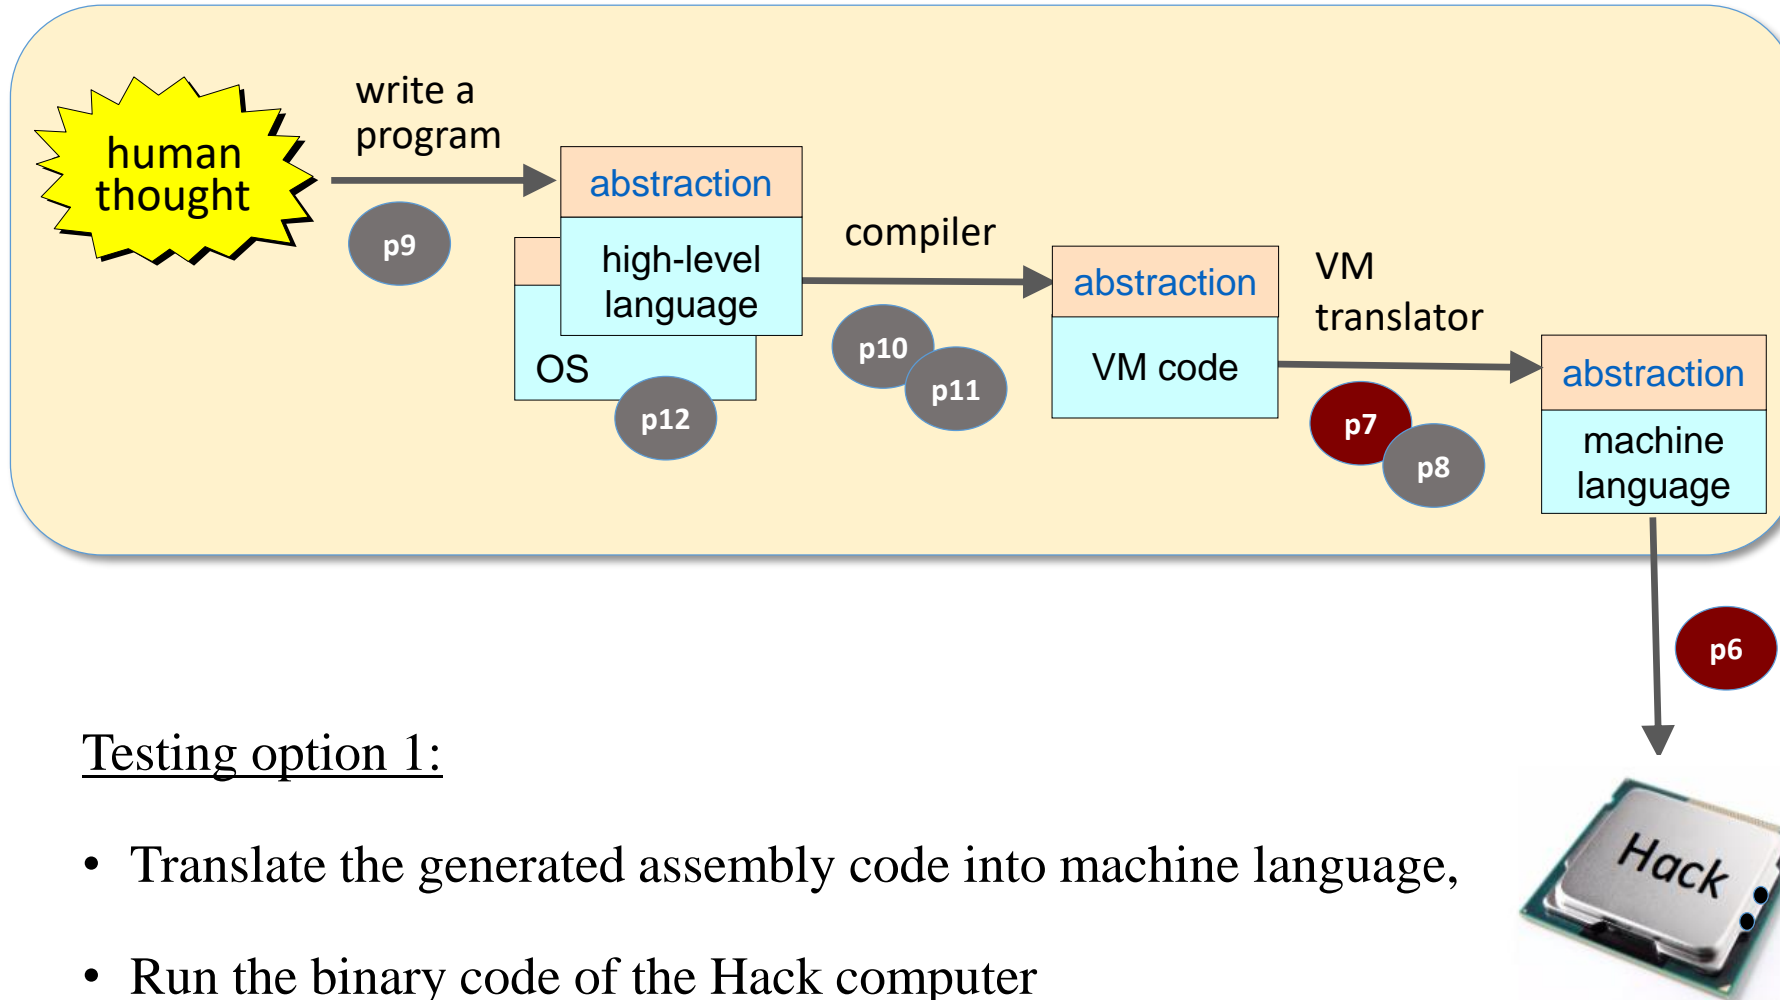 human
thought
write a
program
p9
abstraction
high-level
language
OS
p12
compiler
p10
p11
abstraction
VM code
VM
translator
p7
p8
abstraction
machine
language
p6
Hack
Testing option 1:
• Translate the generated assembly code into machine language,
• Run the binary code of the Hack computer